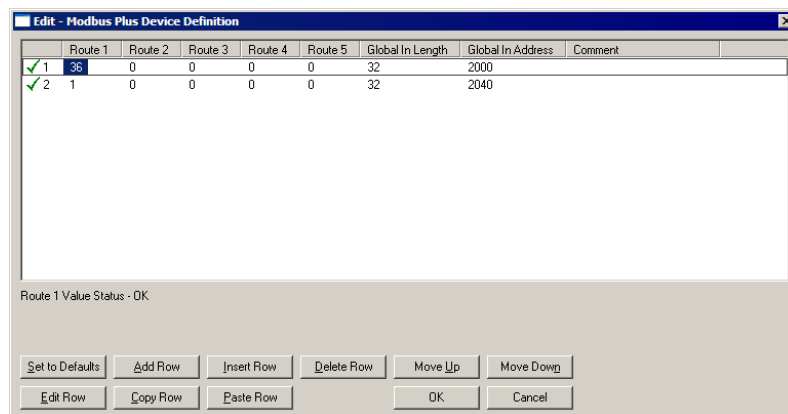 Edit - Modbus Plus Device Definition
Route 1 Route 2 Route 3 Route 4 Route 5 Global In Length Global In Address Comment
1 36 0 0 0 0 32 2000
2 1 0 0 0 0 32 2040
Route 1 Value Status - OK
Set to Defaults Add Row Insert Row Delete Row Move Up Move Down
Edit Row Copy Row Paste Row OK Cancel